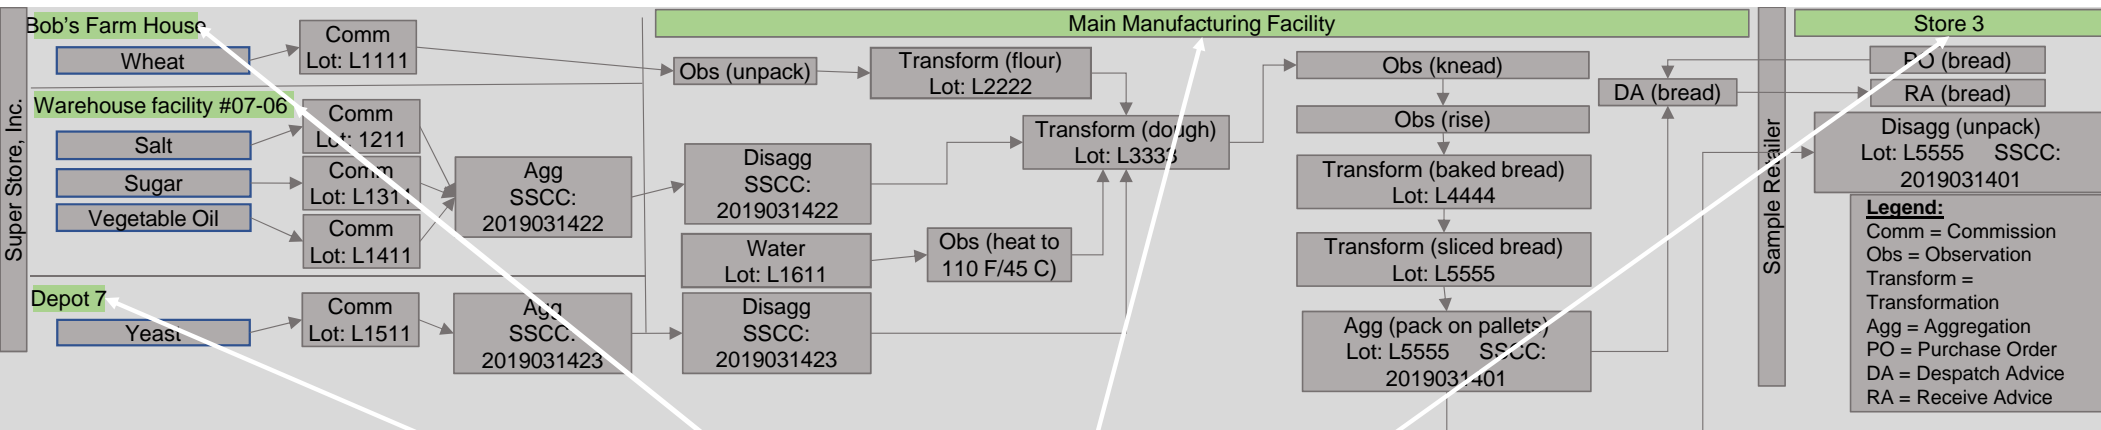 Super Store, Inc.
Bob's Farm House
Wheat
Comm
Lot: L1111
Warehouse facility #07-06
Salt
Sugar
Vegetable Oil
Comm
Lot: 1211
Comm
Lot: L1311
Comm
Lot: L1411
Agg
SSCC:
2019031422
Depot 7
Yeast
Comm
Lot: L1511
Agg
SSCC:
2019031423
Main Manufacturing Facility
Obs (unpack)
Transform (flour)
Lot: L2222
Disagg
SSCC:
2019031422
Water
Lot: L1611
Obs (heat to
110 F/45 C)
Disagg
SSCC:
2019031423
Transform (dough)
Lot: L3333
Obs (knead)
Obs (rise)
Transform (baked bread)
Lot: L4444
Transform (sliced bread)
Lot: L5555
Agg (pack on pallets)
Lot: L5555 SSCC:
2019031401
DA (bread)
Sample Retailer
Store 3
PO (bread)
RA (bread)
Disagg (unpack)
Lot: L5555 SSCC:
2019031401
Legend:
Comm = Commission
Obs = Observation
Transform =
Transformation
Agg = Aggregation
PO = Purchase Order
DA = Despatch Advice
RA = Receive Advice